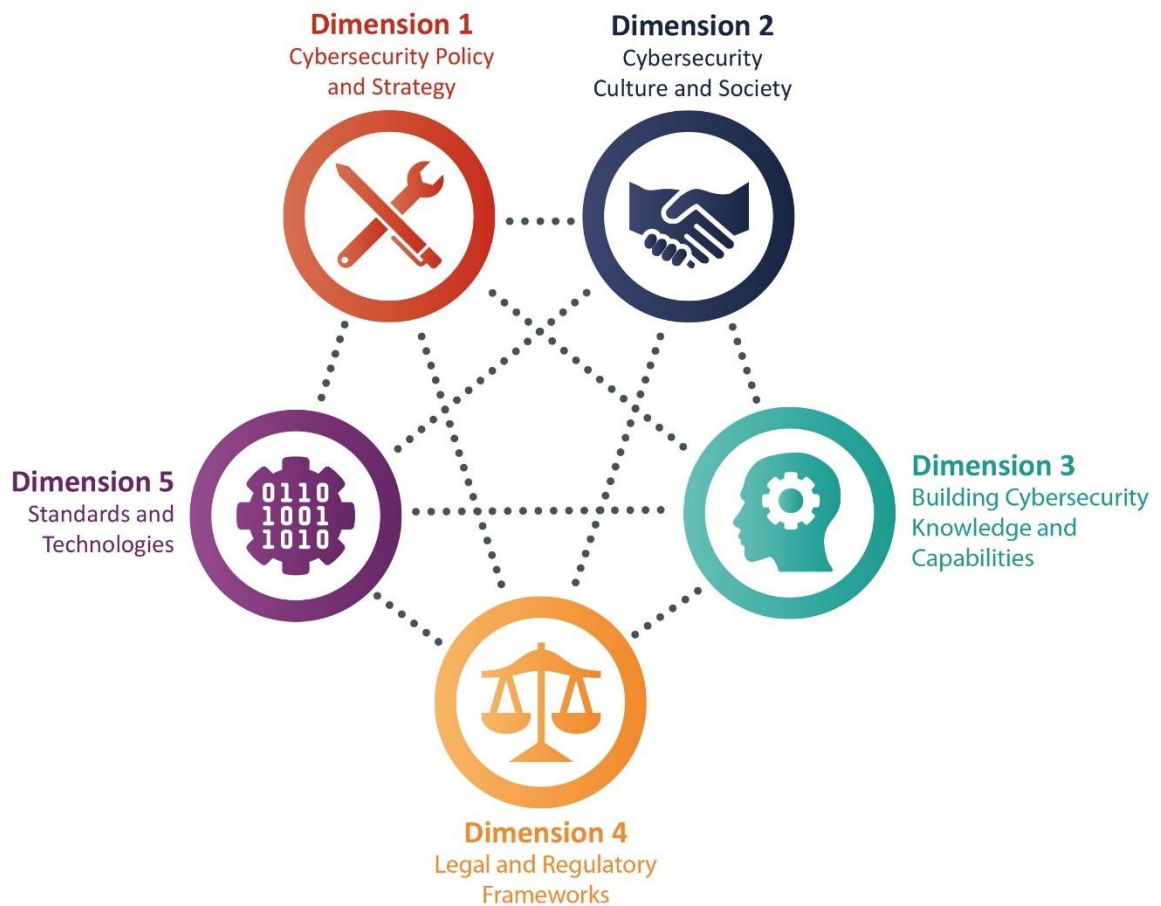 Dimension 1
Cybersecurity Policy
and Strategy
Dimension 2
Cybersecurity
Culture and Society
Dimension 3
Building Cybersecurity
Knowledge and
Capabilities
Dimension 5
Standards and
Technologies
0110
1001
1010
Dimension 4
Legal and Regulatory
Frameworks